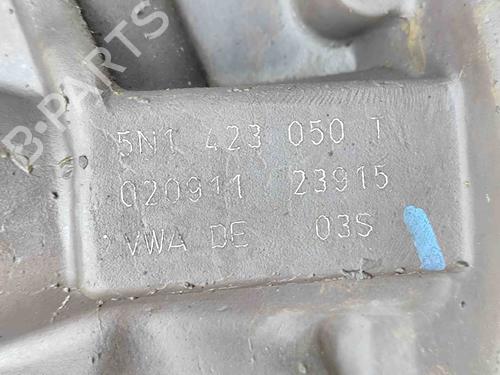 B-PARTS
5N1 423 050 T
020911 23915
VWA DE 03S